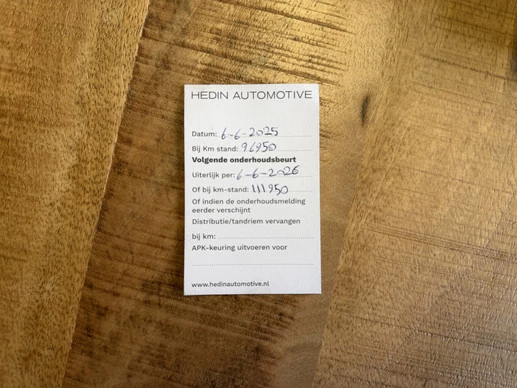 HEDIN AUTOMOTIVE
Datum: 6-6-2025
Bij Km stand: 96950
Volgende onderhoudsbeurt
Uiterlijk per: 6-6-2026
Of bij km-stand: 111950
Of indien de onderhoudsmelding
eerder verschijnt
Distributie/tandriem vervangen
bij km:
APK-keuring uitvoeren voor
www.hedinautomotive.nl